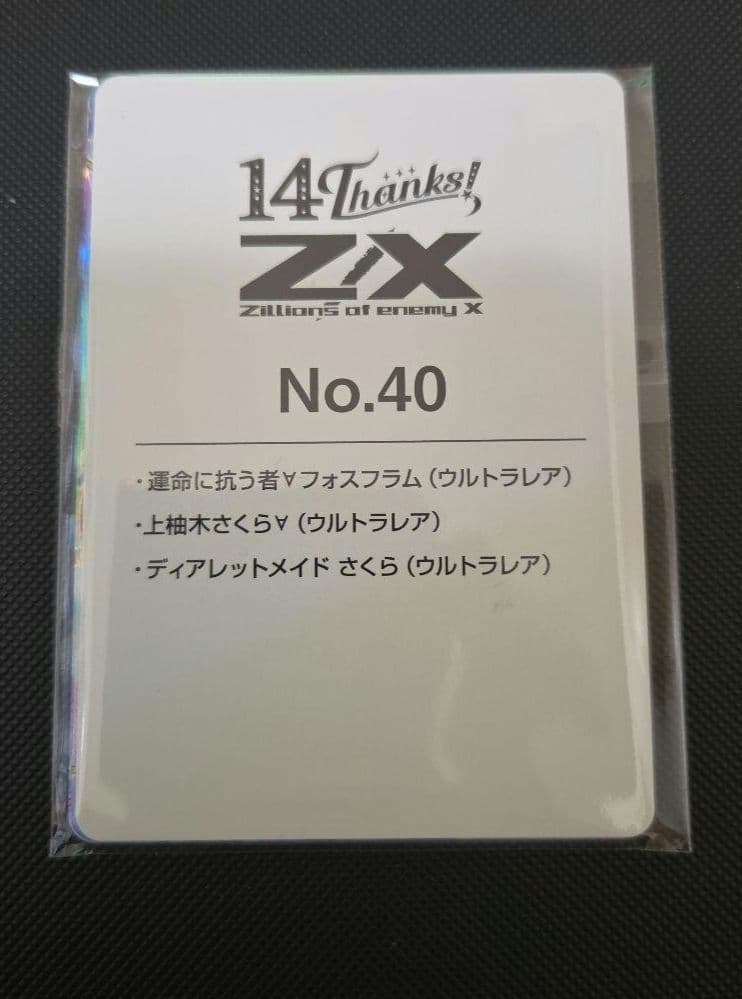 14 Thanks!
Z/X
Zillions of enemy X
No.40
・運命に抗う者∀フォスフラム（ウルトラレア）
・上柚木さくら∀（ウルトラレア）
・ディアレットメイド さくら（ウルトラレア）